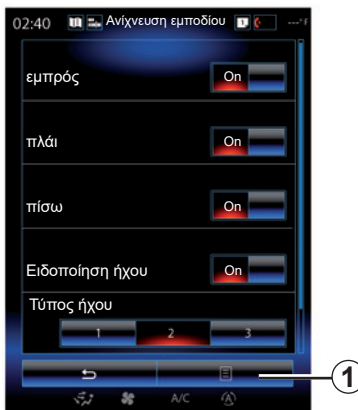 02:40 Ανίχνευση εμποδίου ---°F
εμπρός On
πλάι On
πίσω On
Ειδοποίηση ήχου On
Τύπος ήχου
1 2 3
1
A/C